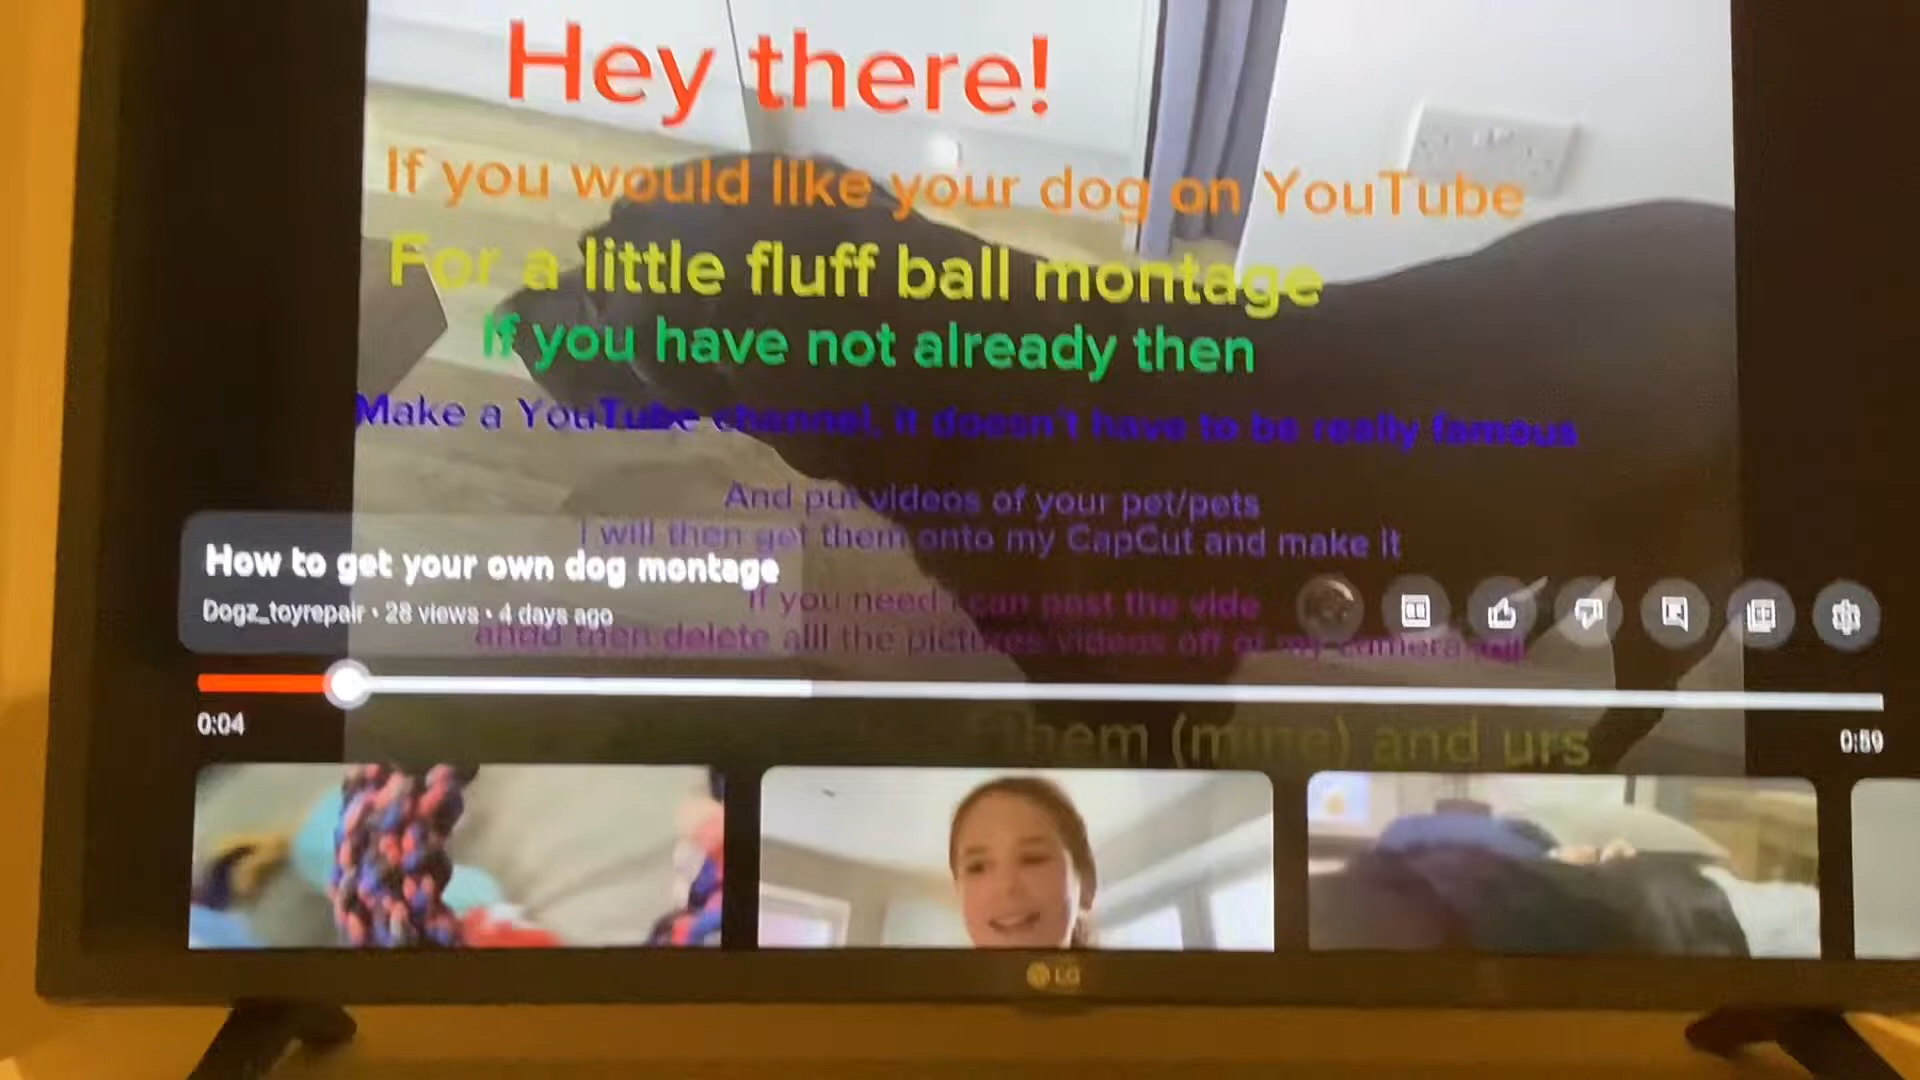 Hey there!
If you would like your dog on YouTube
For a little fluff ball montage
If you have not already then
Make a YouTube channel, it doesn't have to be really famous
And put videos of your pet/pets
I will then get them onto my CapCut and make it
How to get your own dog montage
If you need I can post the vide
Dogz_toyrepair • 28 views • 4 days ago
andd then delete alll the pictures videos off of my camera roll
0:04
them (mine) and urs
0:59
LG